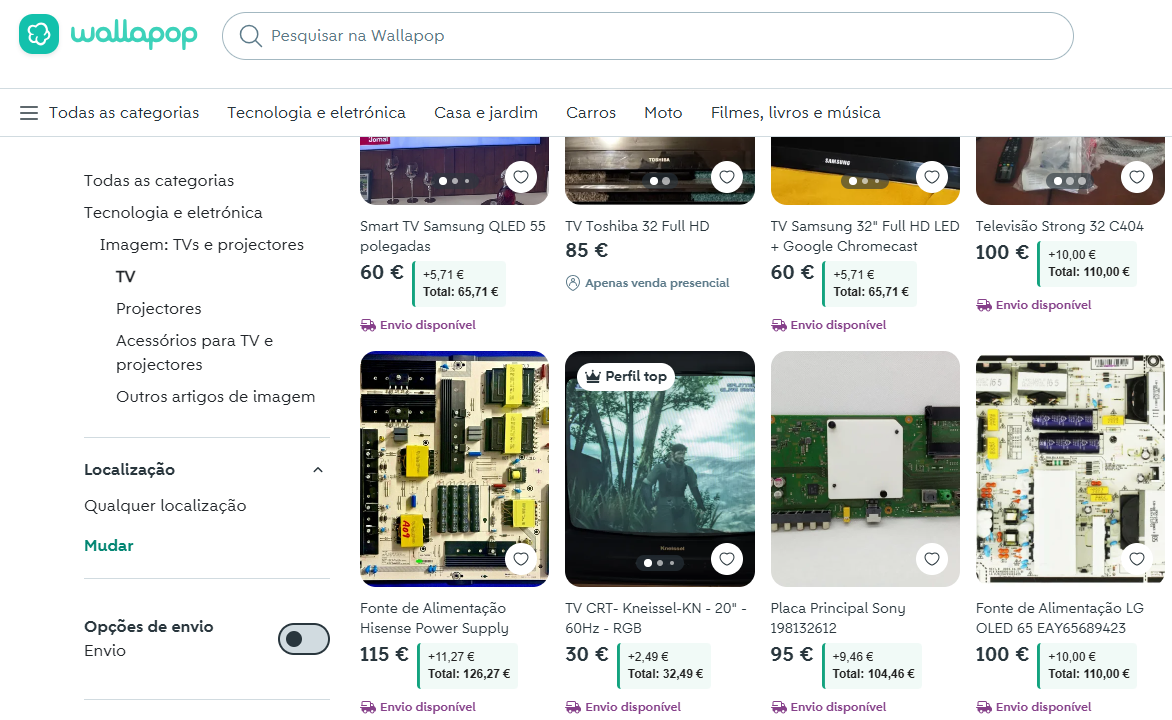 wallapop
Pesquisar na Wallapop
Todas as categorias
Tecnologia e eletrónica
Casa e jardim
Carros
Moto
Filmes, livros e música
Todas as categorias
Tecnologia e eletrónica
Imagem: TVs e projectores
TV
Projectores
Acessórios para TV e
projectores
Outros artigos de imagem
Localização
Qualquer localização
Mudar
Opções de envio
Envio
Jornal
Smart TV Samsung QLED 55
polegadas
60 €
+5,71 €
Total: 65,71 €
Envio disponível
TOSHIBA
TV Toshiba 32 Full HD
85 €
Apenas venda presencial
SAMSUNG
TV Samsung 32" Full HD LED
+ Google Chromecast
60 €
+5,71 €
Total: 65,71 €
Envio disponível
Televisão Strong 32 C404
100 €
+10,00 €
Total: 110,00 €
Envio disponível
A09
Fonte de Alimentação
Hisense Power Supply
115 €
+11,27 €
Total: 126,27 €
Envio disponível
Perfil top
Kneissel
TV CRT- Kneissel-KN - 20" -
60Hz - RGB
30 €
+2,49 €
Total: 32,49 €
Envio disponível
Placa Principal Sony
198132612
95 €
+9,46 €
Total: 104,46 €
Envio disponível
Fonte de Alimentação LG
OLED 65 EAY65689423
100 €
+10,00 €
Total: 110,00 €
Envio disponível